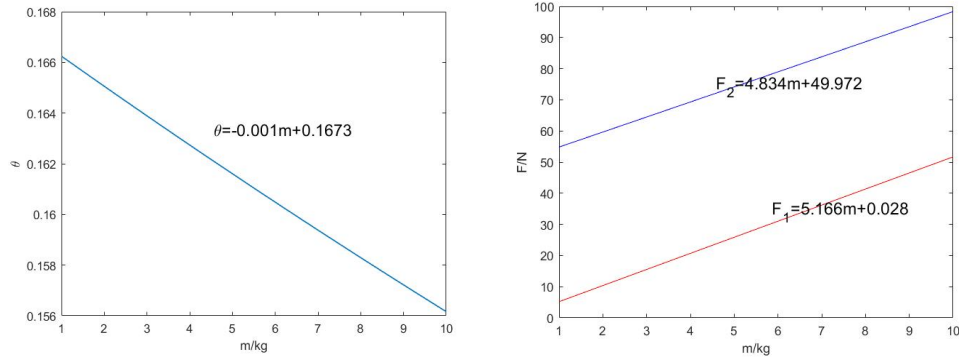 0.168
0.166
0.164
0.162
0.16
0.158
0.156
θ
θ=-0.001m+0.1673
1 2 3 4 5 6 7 8 9 10
m/kg
100
90
80
70
60
50
40
30
20
10
0
F/N
F₂=4.834m+49.972
F₁=5.166m+0.028
1 2 3 4 5 6 7 8 9 10
m/kg